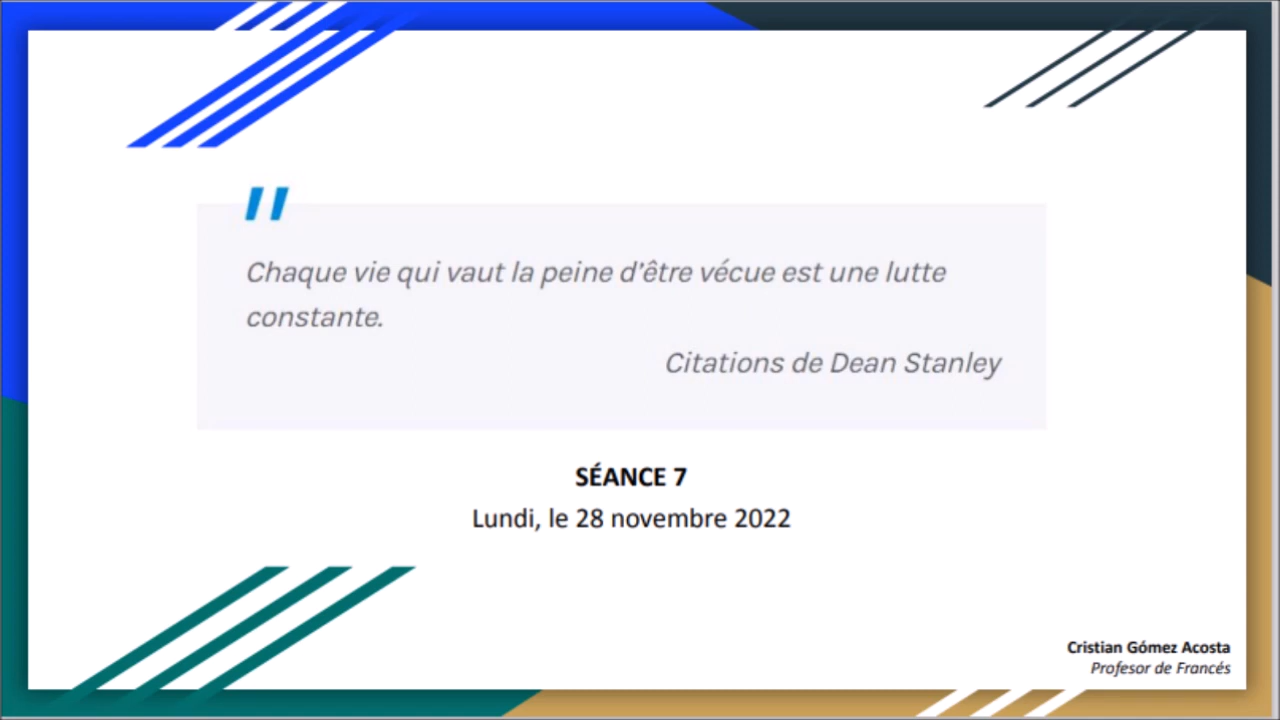 "
Chaque vie qui vaut la peine d'être vécue est une lutte
constante.
Citations de Dean Stanley
SÉANCE 7
Lundi, le 28 novembre 2022
Cristian Gómez Acosta
Profesor de Francés